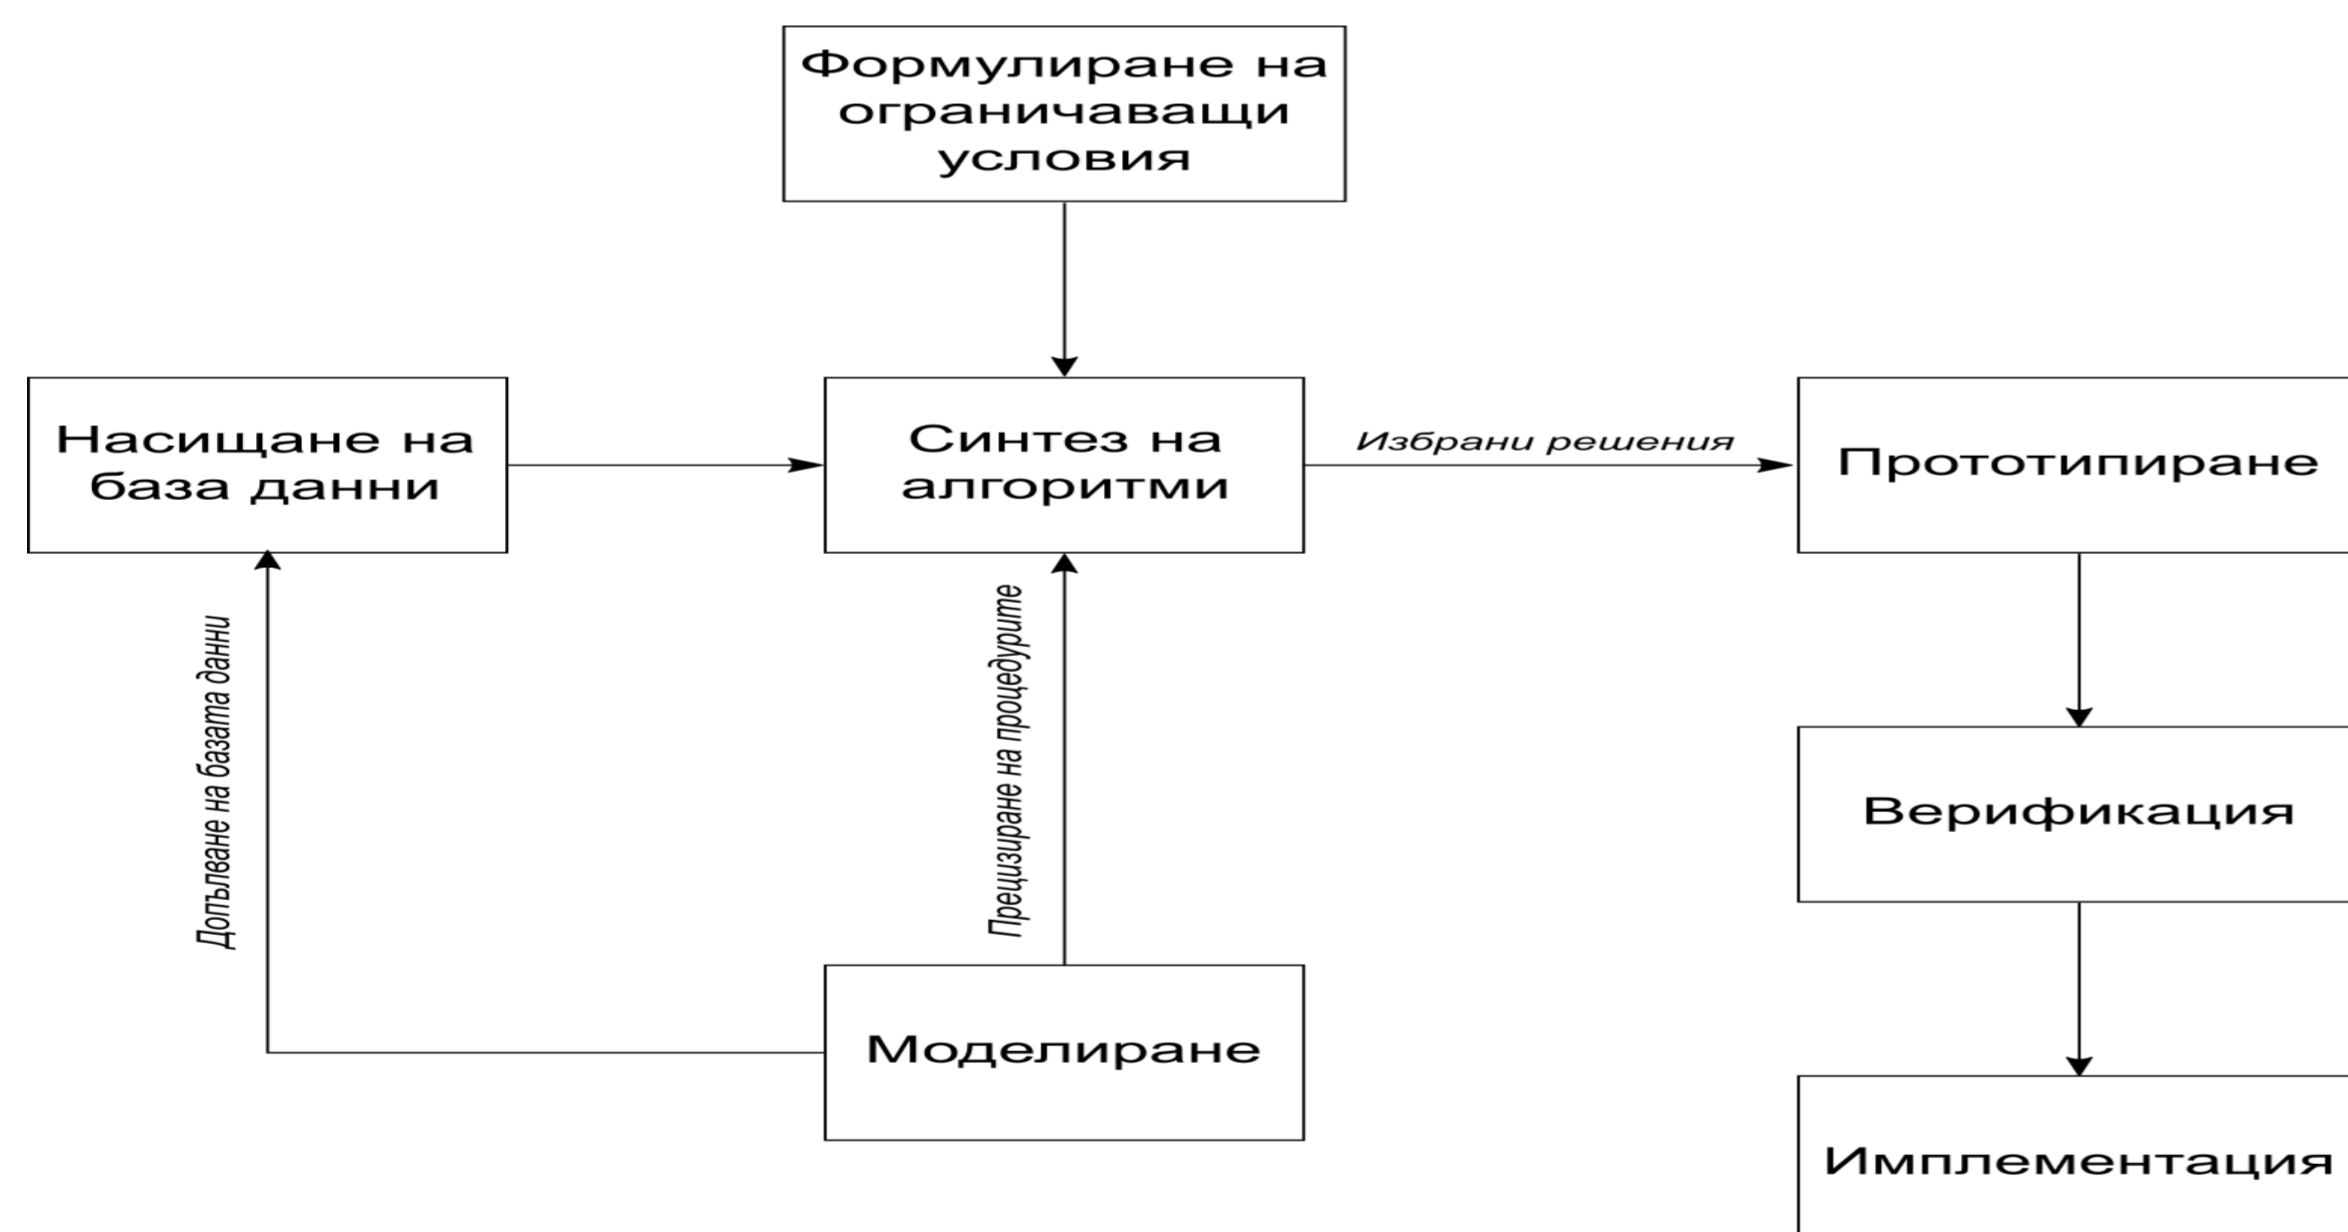 Формулиране на
ограничаващи
условия
Насищане на
база данни
Синтез на
алгоритми
Избрани решения
Прототипиране
Допълване на базата данни
Прецизиране на процедурите
Верификация
Моделиране
Имплементация